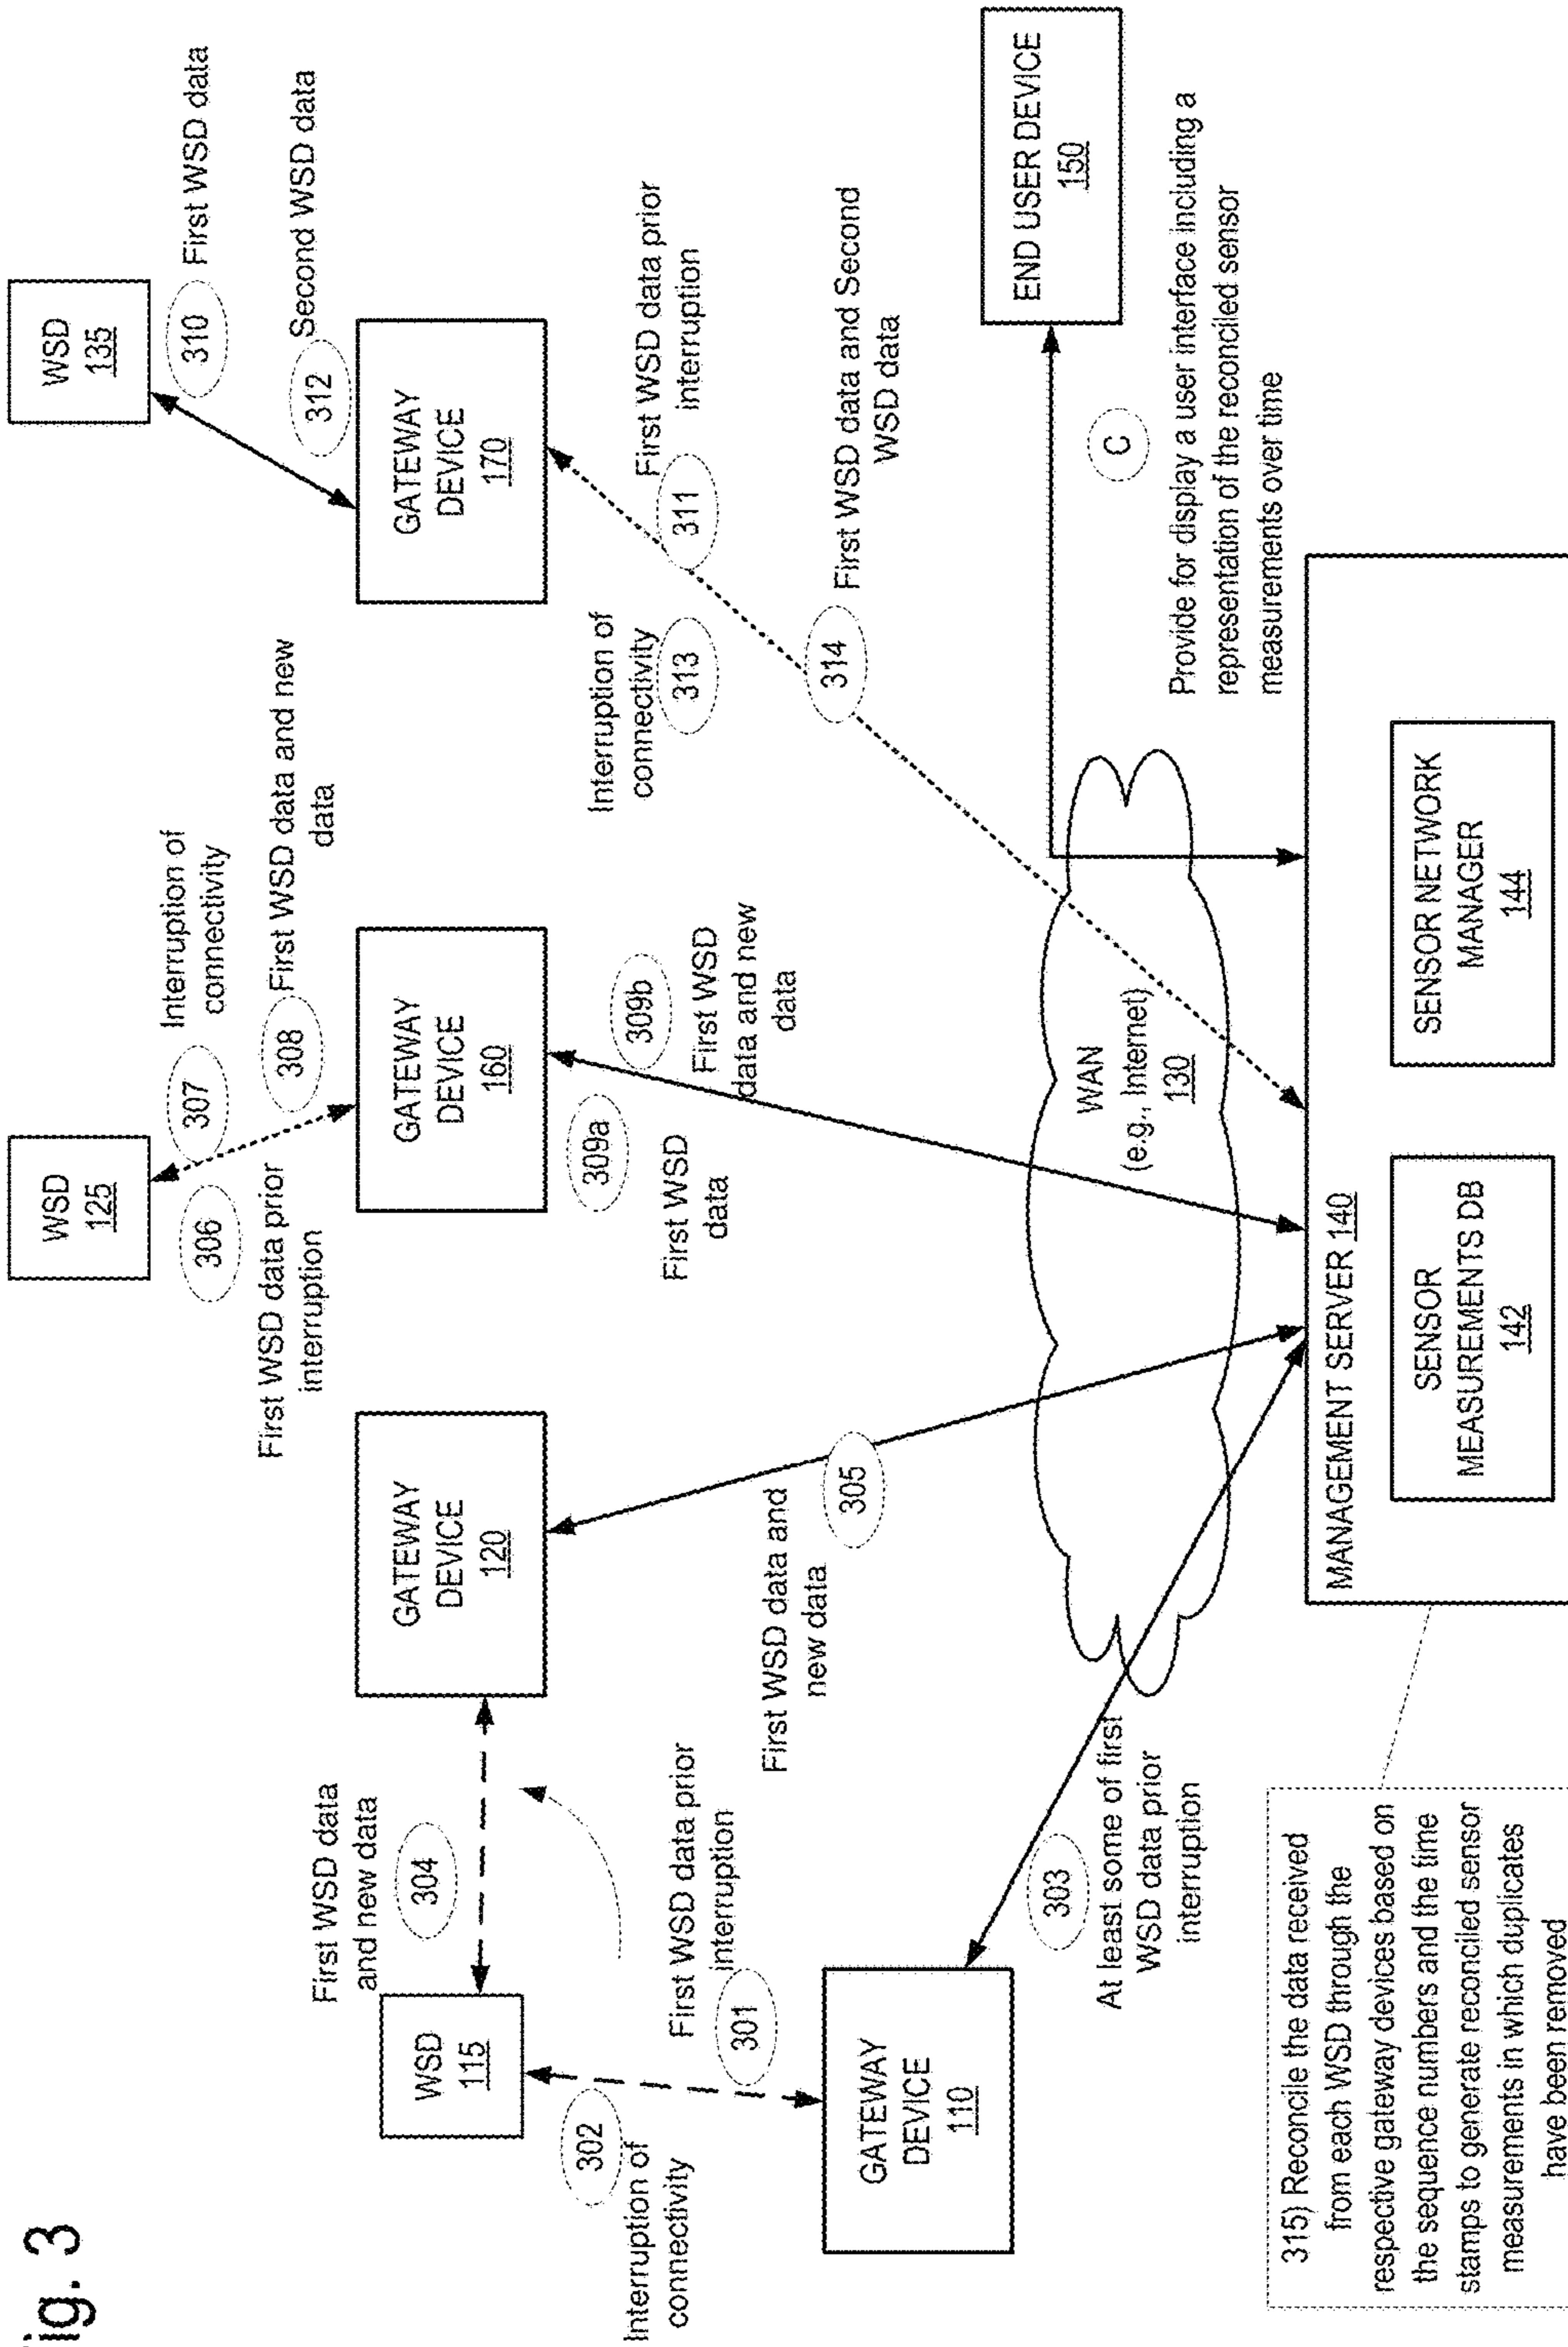 ig. 3
WSD
115
First WSD data
and new data
304
302
Interruption of
connectivity
First WSD data prior
interruption
301
GATEWAY
DEVICE
110
303
At least some of first
WSD data prior
interruption
GATEWAY
DEVICE
120
First WSD data and
new data
305
WSD
125
306
First WSD data prior
interruption
Interruption of
connectivity
307
308
First WSD data and new
data
GATEWAY
DEVICE
160
309a
First WSD
data
309b
First WSD
data and new
data
WSD
135
310
First WSD data
312
Second WSD data
GATEWAY
DEVICE
170
First WSD data prior
interruption
311
Interruption of
connectivity
313
314
First WSD data and Second
WSD data
WAN
(e.g., Internet)
130
END USER DEVICE
150
C
Provide for display a user interface including a
representation of the reconciled sensor
measurements over time
MANAGEMENT SERVER 140
SENSOR
MEASUREMENTS DB
142
SENSOR NETWORK
MANAGER
144
315) Reconcile the data received
from each WSD through the
respective gateway devices based on
the sequence numbers and the time
stamps to generate reconciled sensor
measurements in which duplicates
have been removed